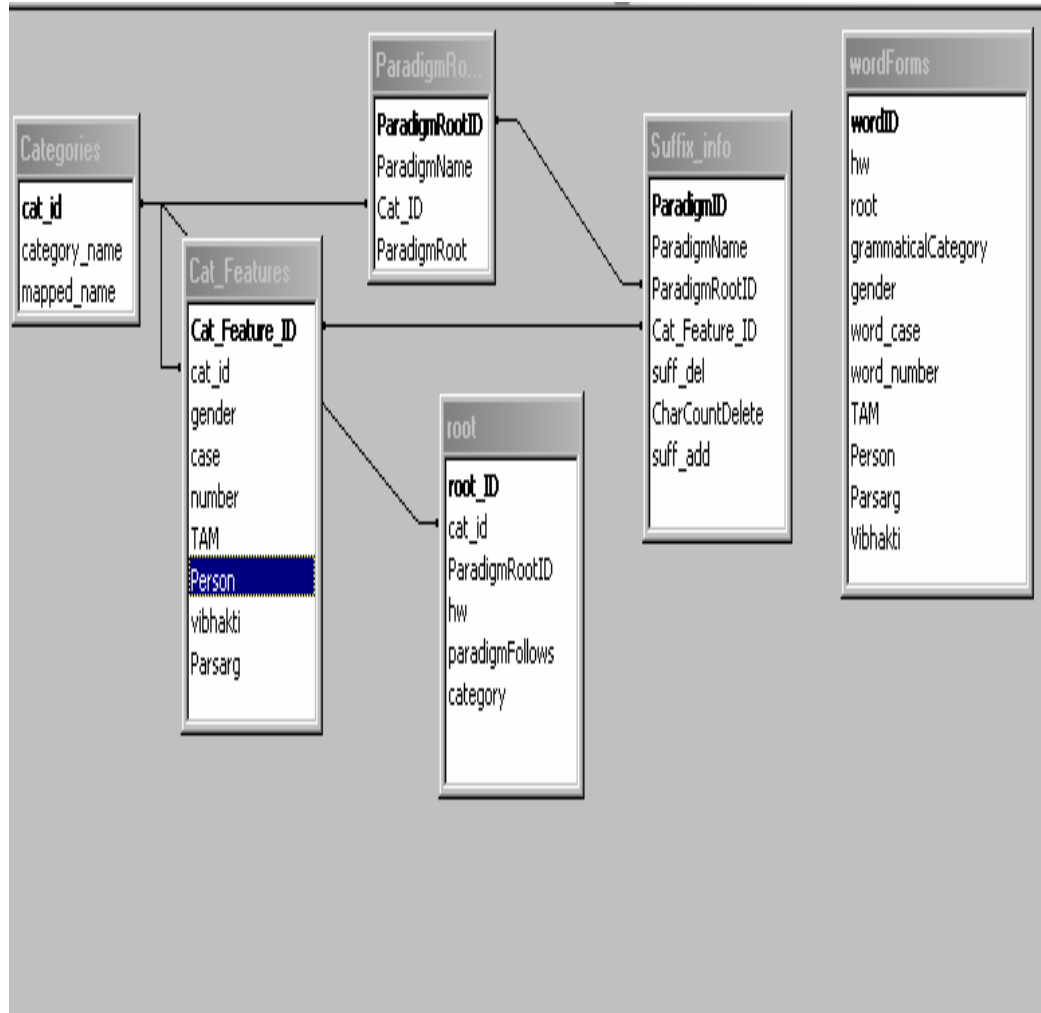 Categories
cat_id
category_name
mapped_name
Cat_Features
Cat_Feature_ID
cat_id
gender
case
number
TAM
Person
vibhakti
Parsarg
ParadigmRo...
ParadigmRootID
ParadigmName
Cat_ID
ParadigmRoot
root
root_ID
cat_id
ParadigmRootID
hw
paradigmFollows
category
Suffix_info
ParadigmID
ParadigmName
ParadigmRootID
Cat_Feature_ID
suff_del
CharCountDelete
suff_add
wordForms
wordID
hw
root
grammaticalCategory
gender
word_case
word_number
TAM
Person
Parsarg
Vibhakti